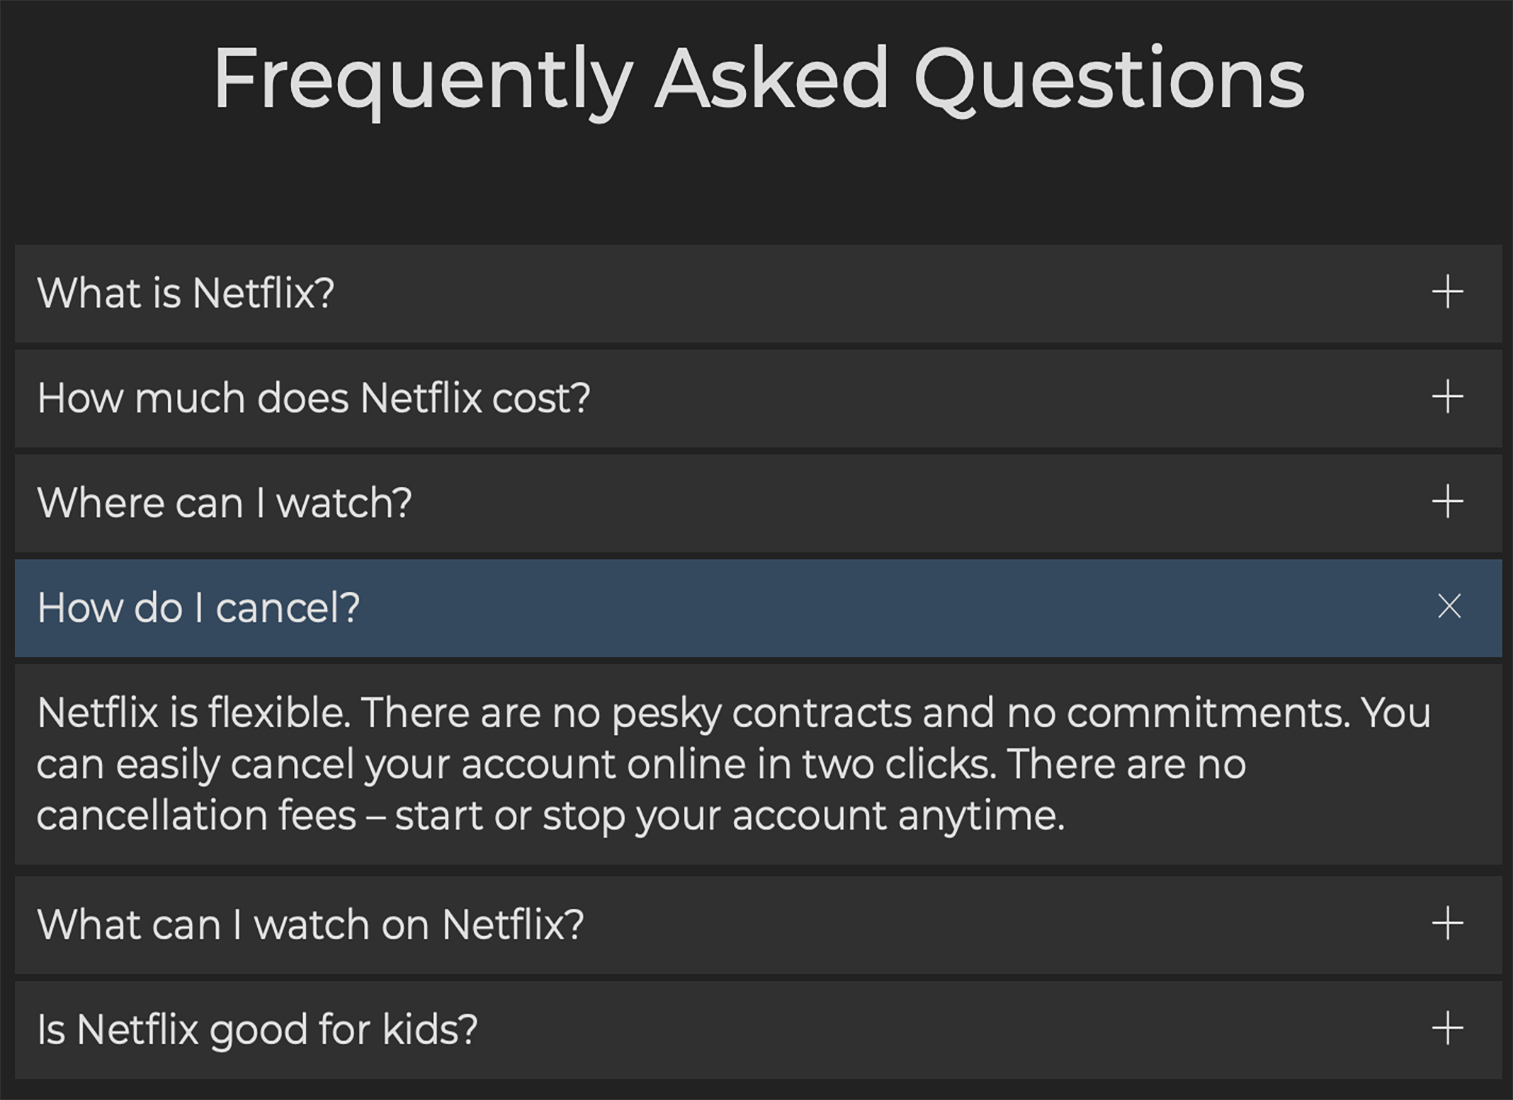 Frequently Asked Questions
What is Netflix?
How much does Netflix cost?
Where can I watch?
How do I cancel?
Netflix is flexible. There are no pesky contracts and no commitments. You
can easily cancel your account online in two clicks. There are no
cancellation fees – start or stop your account anytime.
What can I watch on Netflix?
Is Netflix good for kids?